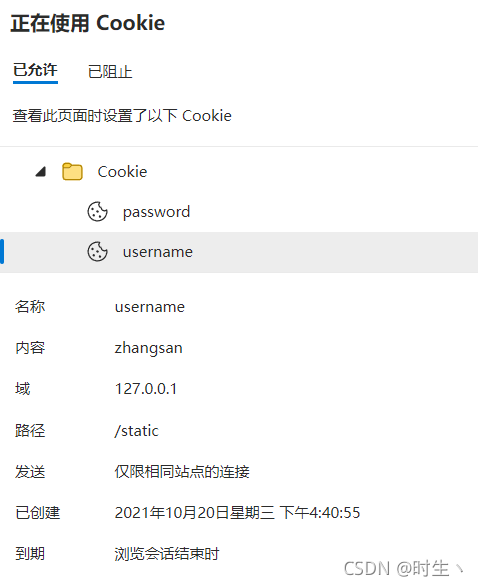 正在使用 Cookie
已允许 已阻止
查看此页面时设置了以下 Cookie
Cookie
password
username
名称 username
内容 zhangsan
域 127.0.0.1
路径 /static
发送 仅限相同站点的连接
已创建 2021年10月20日星期三 下午4:40:55
到期 浏览会话结束时
CSDN @时生丶